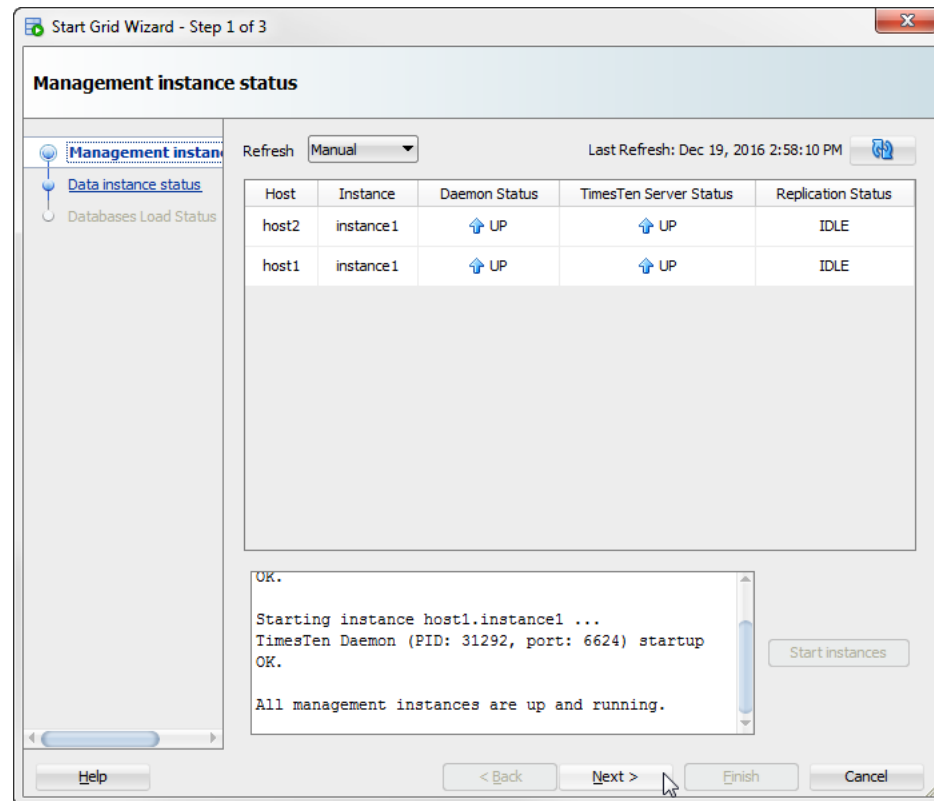 Start Grid Wizard - Step 1 of 3
Management instance status
Management instan
Data instance status
Databases Load Status
Refresh Manual Last Refresh: Dec 19, 2016 2:58:10 PM
Host Instance Daemon Status TimesTen Server Status Replication Status
host2 instance1 UP UP IDLE
host1 instance1 UP UP IDLE
OK.
Starting instance host1.instance1 ...
TimesTen Daemon (PID: 31292, port: 6624) startup
OK.
All management instances are up and running.
Start instances
Help < Back Next > Finish Cancel